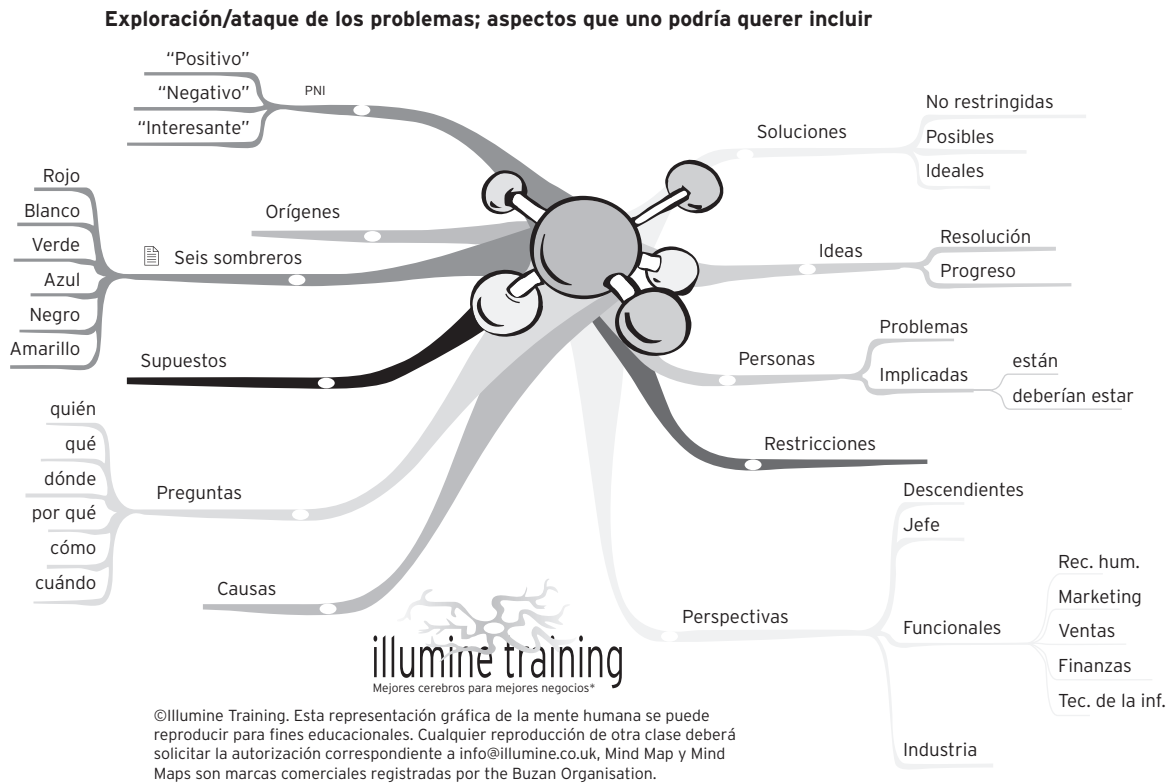 Exploración/ataque de los problemas; aspectos que uno podría querer incluir
“Positivo”
“Negativo”
“Interesante”
PNI
Orígenes
Rojo
Blanco
Verde
Azul
Negro
Amarillo
Seis sombreros
Supuestos
quién
qué
dónde
por qué
cómo
cuándo
Preguntas
Causas
Soluciones
No restringidas
Posibles
Ideales
Ideas
Resolución
Progreso
Personas
Problemas
Implicadas
están
deberían estar
Restricciones
Perspectivas
Descendientes
Jefe
Funcionales
Rec. hum.
Marketing
Ventas
Finanzas
Tec. de la inf.
Industria
illumine training
Mejores cerebros para mejores negocios*
©Illumine Training. Esta representación gráfica de la mente humana se puede
reproducir para fines educacionales. Cualquier reproducción de otra clase deberá
solicitar la autorización correspondiente a info@illumine.co.uk, Mind Map y Mind
Maps son marcas comerciales registradas por the Buzan Organisation.